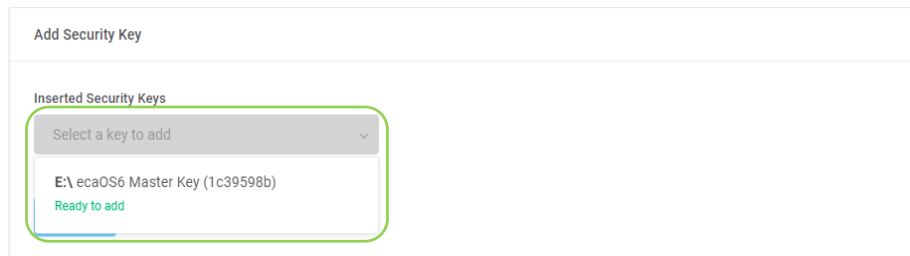 Add Security Key
Inserted Security Keys
Select a key to add
E:\ ecaOS6 Master Key (1c39598b)
Ready to add